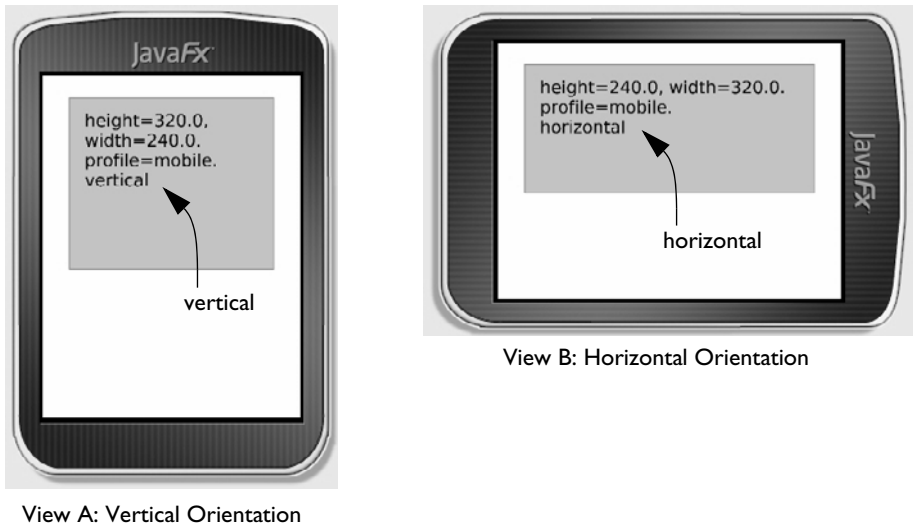 JavaFx
height=320.0,
width=240.0.
profile=mobile.
vertical
vertical
View A: Vertical Orientation
height=240.0, width=320.0.
profile=mobile.
horizontal
JavaFx
horizontal
View B: Horizontal Orientation